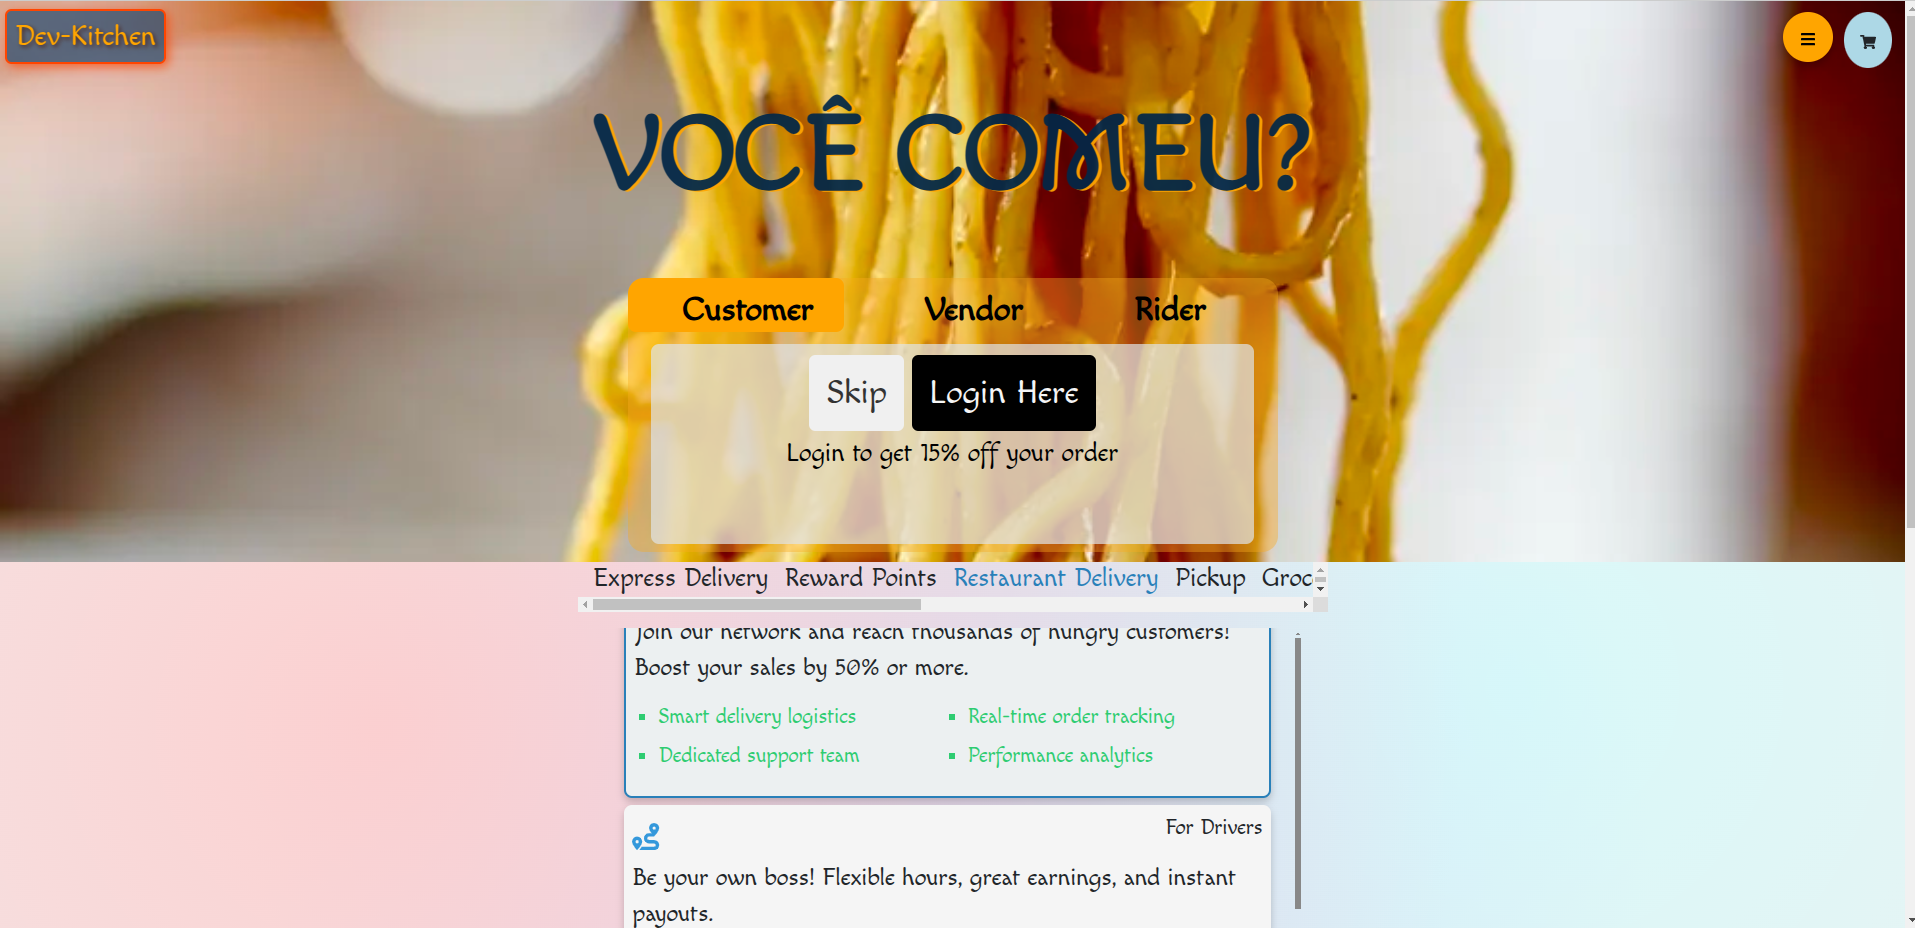 Dev-Kitchen
VOCÊ COMEU?
Customer Vendor Rider
Skip Login Here
Login to get 15% off your order
Express Delivery Reward Points Restaurant Delivery Pickup Groc
Join our network and reach thousands of hungry customers!
Boost your sales by 50% or more.
Smart delivery logistics
Real-time order tracking
Dedicated support team
Performance analytics
For Drivers
Be your own boss! Flexible hours, great earnings, and instant
payouts.